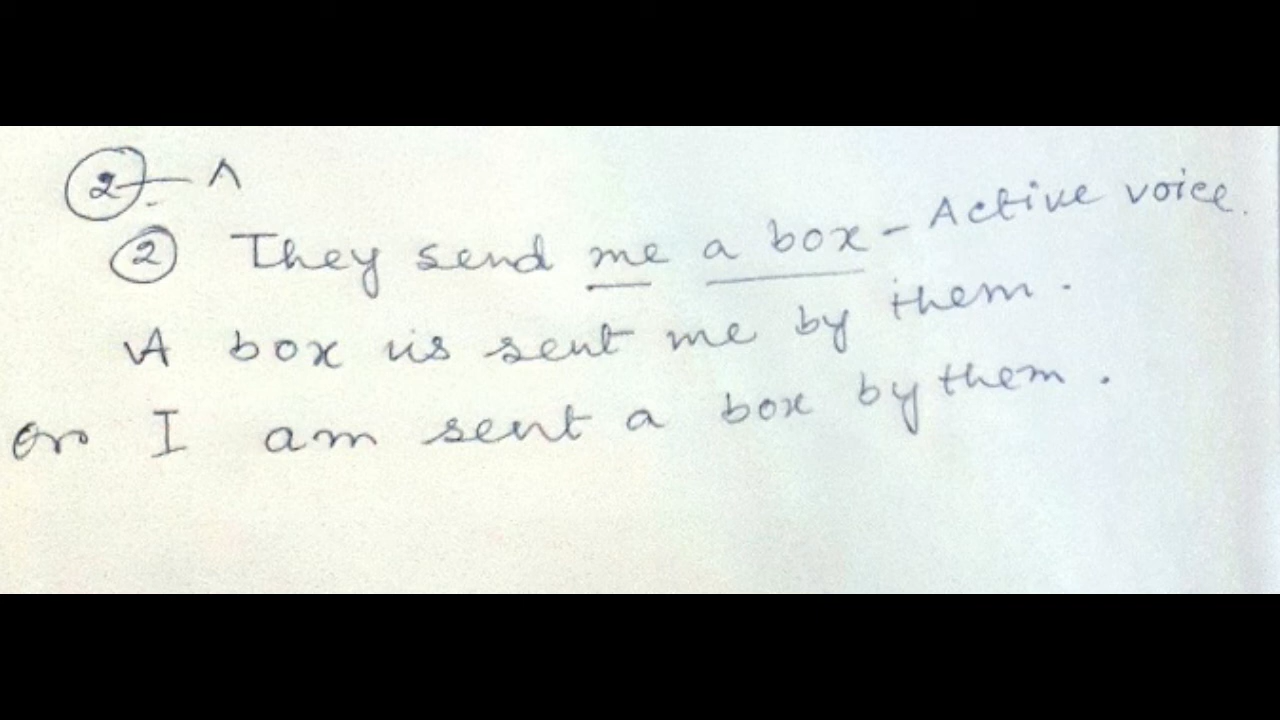 2 - A
2 They send me a box - Active voice.
A box is sent me by them.
or I am sent a box by them.